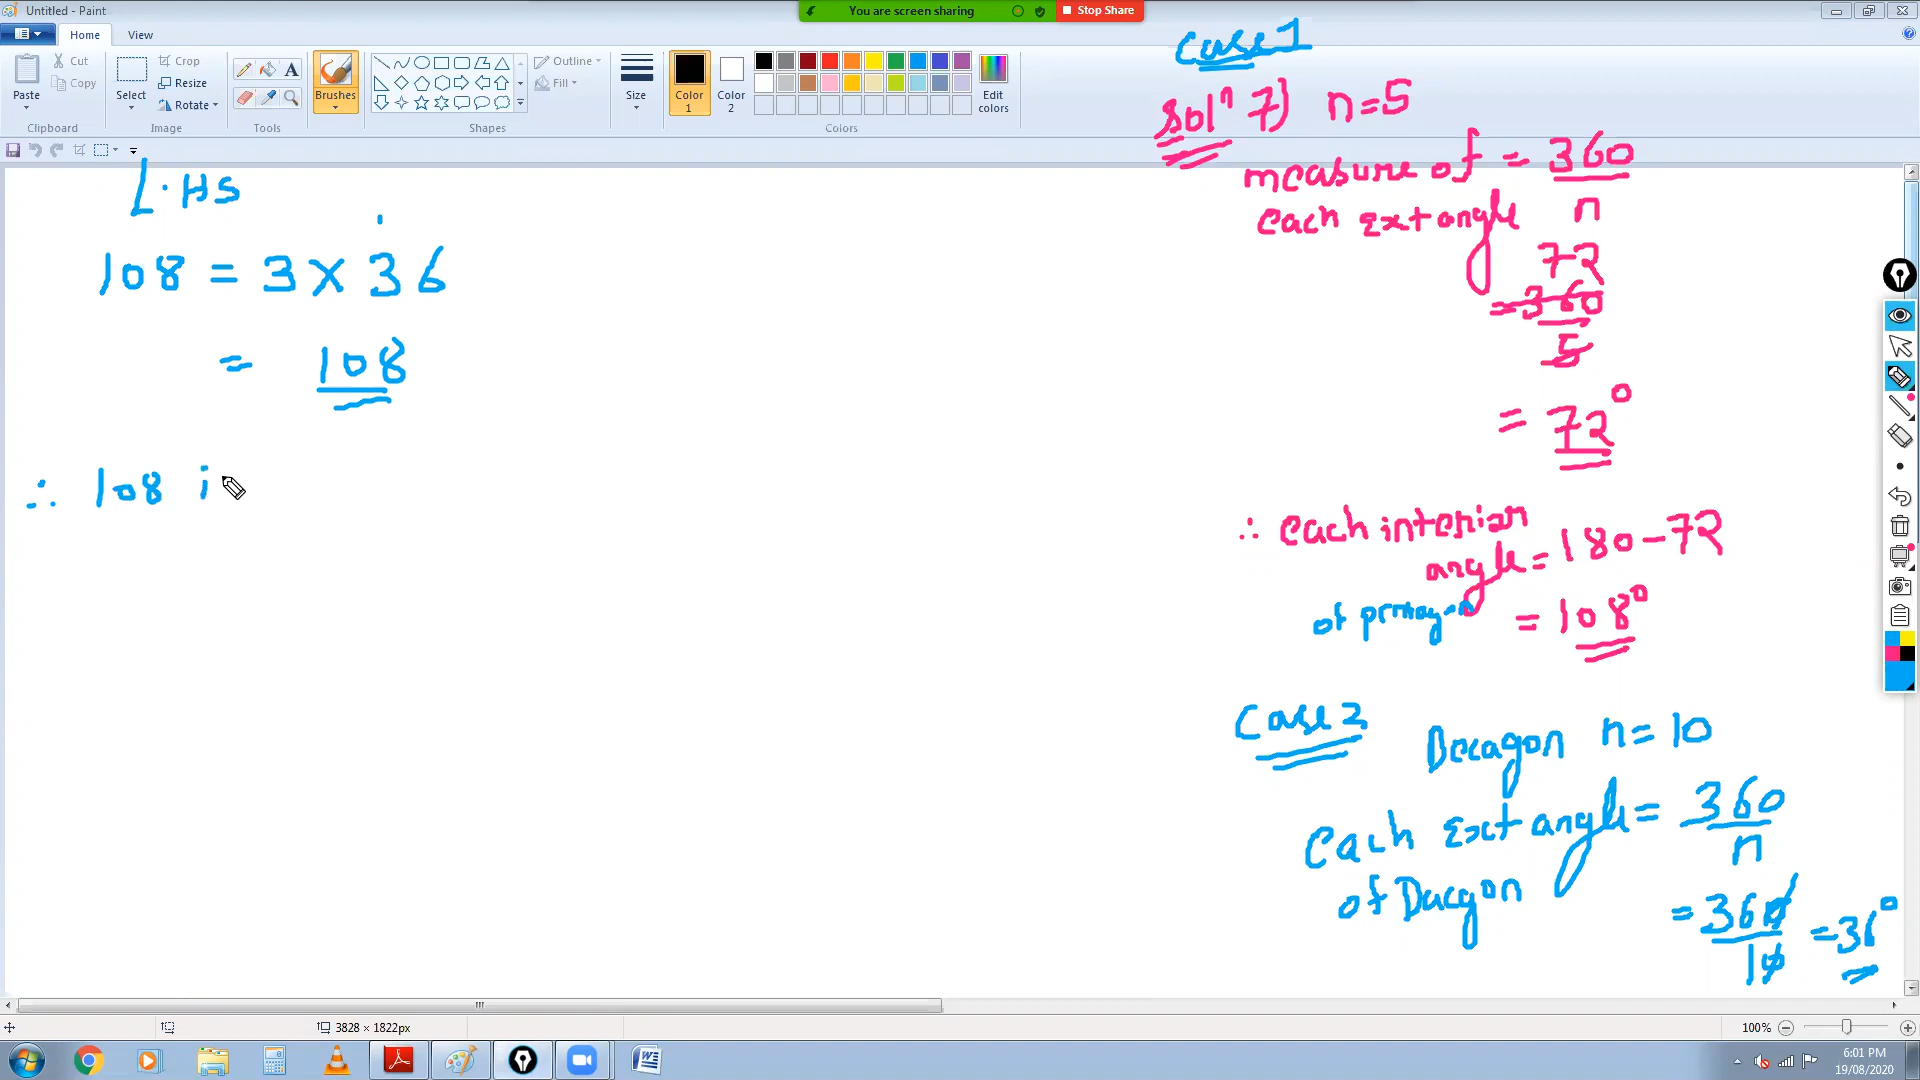 Untitled - Paint
You are screen sharing
Stop Share
Home
View
Paste
Cut
Copy
Clipboard
Select
Crop
Resize
Rotate
Image
Tools
Brushes
Shapes
Outline
Fill
Size
Color 1
Color 2
Edit colors
Colors
L.HS
108 = 3 X 36
= 108
∴ 108 i
Case 1
Solⁿ 7) n=5
measure of = 360
each ext angle n
72
= 360
5
= 72°
∴ each interior
angle = 180 - 72
of
= 108°
Case 2
Decagon n = 10
Each Ext angle = 360
n
of Dacgon
= 360 = 36°
10
3828 × 1822px
100%
6:01 PM
19/08/2020